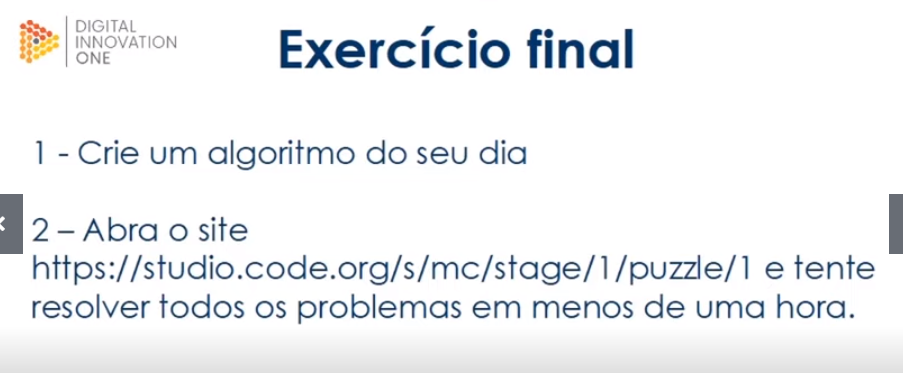 DIGITAL
INNOVATION
ONE
Exercício final
1 - Crie um algoritmo do seu dia
2 – Abra o site
https://studio.code.org/s/mc/stage/1/puzzle/1 e tente
resolver todos os problemas em menos de uma hora.